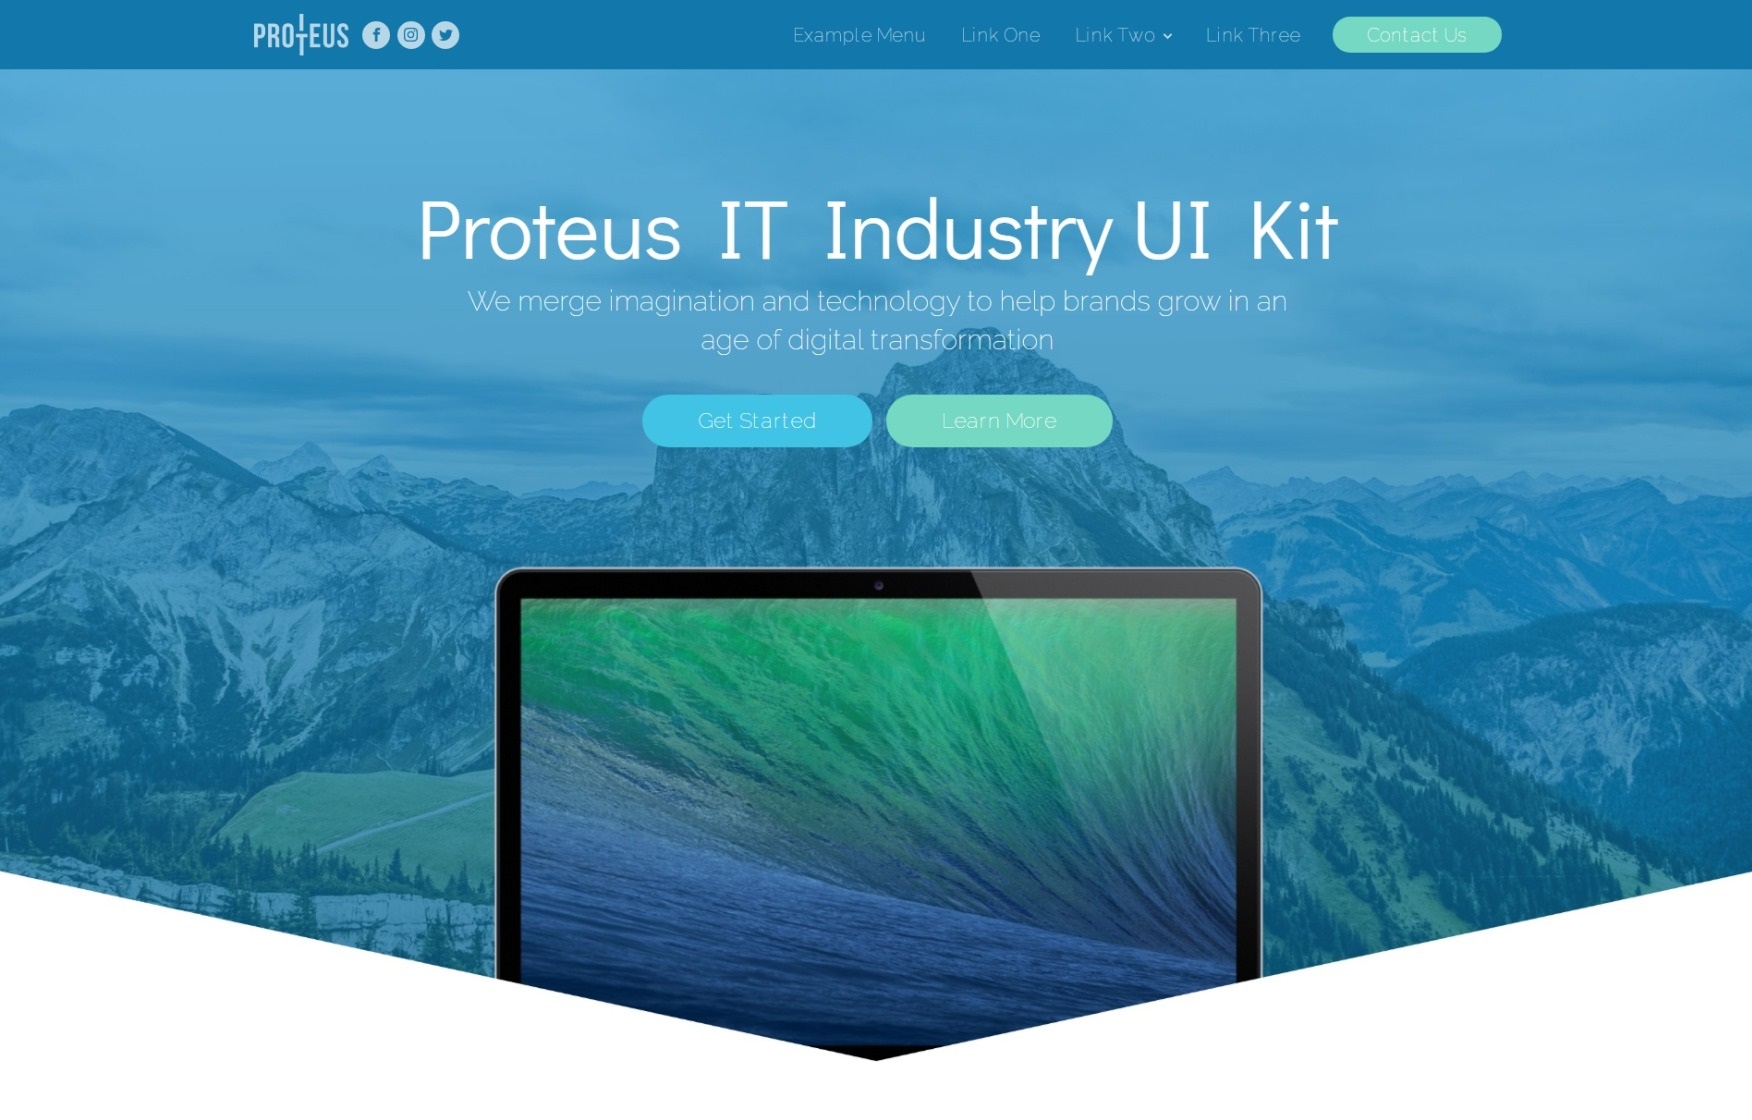 PROTEUS
Example Menu
Link One
Link Two
Link Three
Contact Us
Proteus IT Industry UI Kit
We merge imagination and technology to help brands grow in an
age of digital transformation
Get Started
Learn More